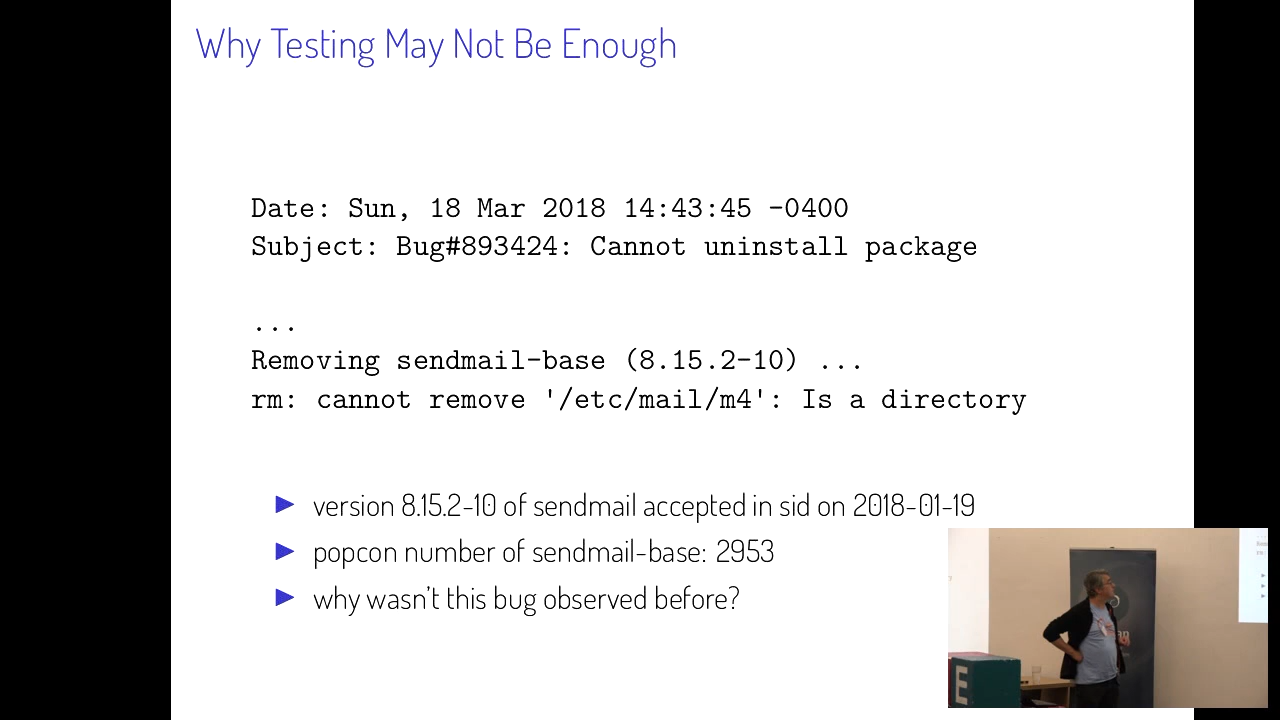 Why Testing May Not Be Enough
Date: Sun, 18 Mar 2018 14:43:45 -0400
Subject: Bug#893424: Cannot uninstall package
...
Removing sendmail-base (8.15.2-10) ...
rm: cannot remove '/etc/mail/m4': Is a directory
▶ version 8.15.2-10 of sendmail accepted in sid on 2018-01-19
▶ popcon number of sendmail-base: 2953
▶ why wasn't this bug observed before?
E